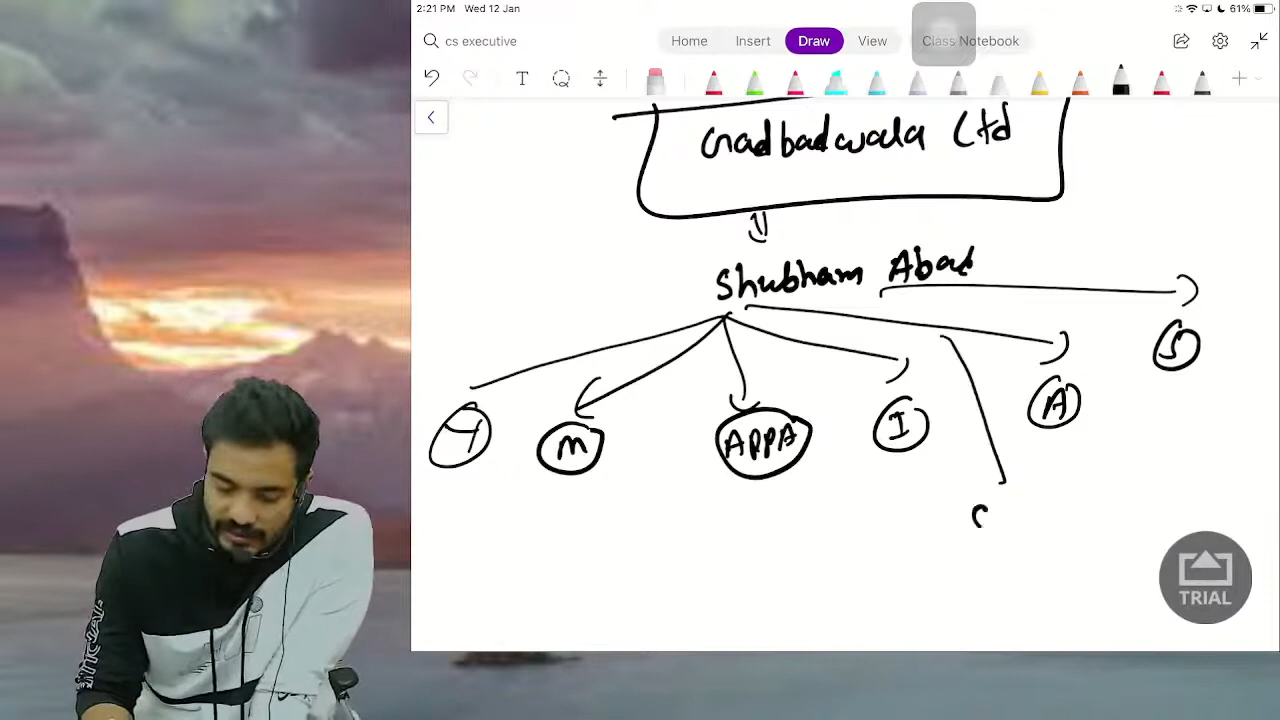 2:21 PM Wed 12 Jan
61%
cs executive
Home Insert Draw View Class Notebook
T
Gadbadwala Ltd
Shubham Abad
S
A
I
APPA
M
TRIAL